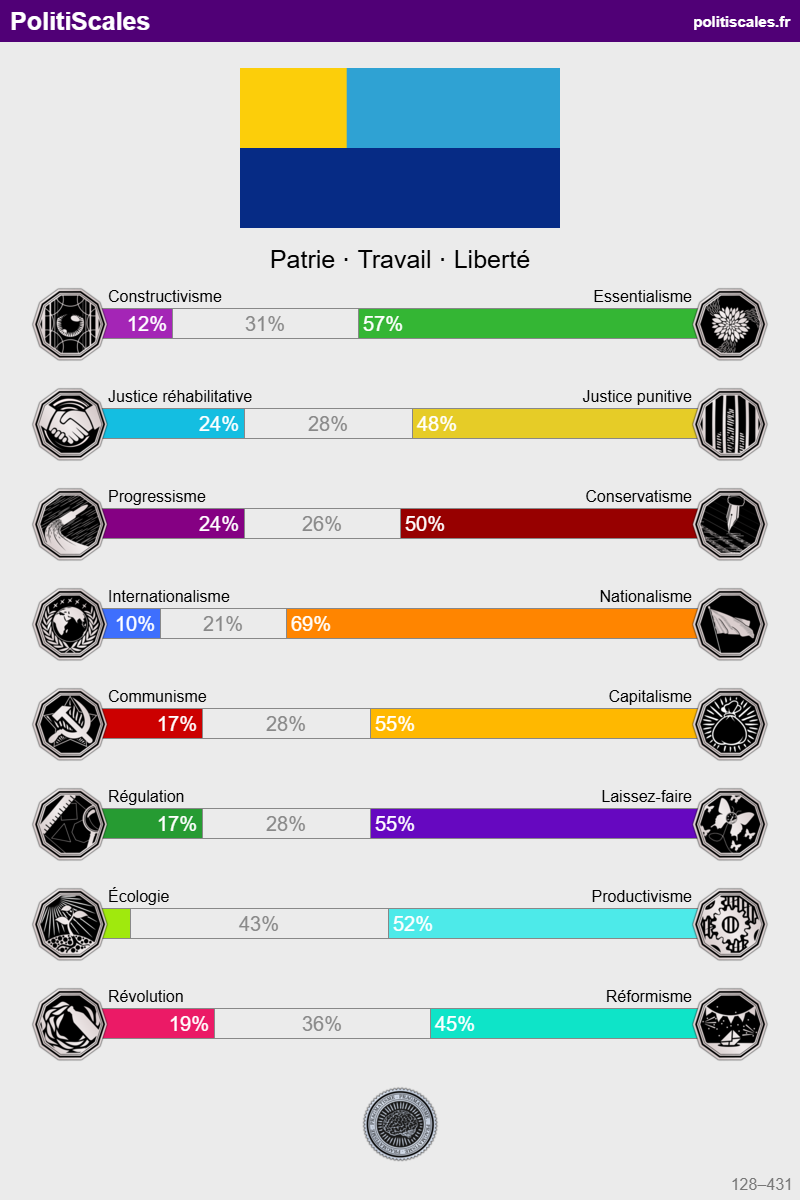 PolitiScales
politiscales.fr
Patrie · Travail · Liberté
Constructivisme Essentialisme
12% 31% 57%
Justice réhabilitative Justice punitive
24% 28% 48%
Progressisme Conservatisme
24% 26% 50%
Internationalisme Nationalisme
10% 21% 69%
Communisme Capitalisme
17% 28% 55%
Régulation Laissez-faire
17% 28% 55%
Écologie Productivisme
43% 52%
Révolution Réformisme
19% 36% 45%
128–431